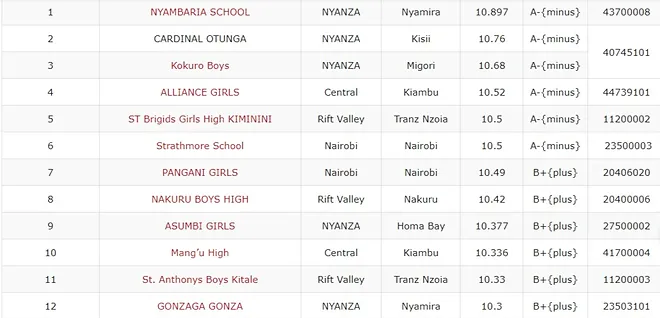 1 NYAMBARIA SCHOOL NYANZA Nyamira 10.897 A-{minus} 43700008
2 CARDINAL OTUNGA NYANZA Kisii 10.76 A-{minus} 40745101
3 Kokuro Boys NYANZA Migori 10.68 A-{minus}
4 ALLIANCE GIRLS Central Kiambu 10.52 A-{minus} 44739101
5 ST Brigids Girls High KIMININI Rift Valley Tranz Nzoia 10.5 A-{minus} 11200002
6 Strathmore School Nairobi Nairobi 10.5 A-{minus} 23500003
7 PANGANI GIRLS Nairobi Nairobi 10.49 B+{plus} 20406020
8 NAKURU BOYS HIGH Rift Valley Nakuru 10.42 B+{plus} 20400006
9 ASUMBI GIRLS NYANZA Homa Bay 10.377 B+{plus} 27500002
10 Mang’u High Central Kiambu 10.336 B+{plus} 41700004
11 St. Anthonys Boys Kitale Rift Valley Tranz Nzoia 10.33 B+{plus} 11200003
12 GONZAGA GONZA NYANZA Nyamira 10.3 B+{plus} 23503101